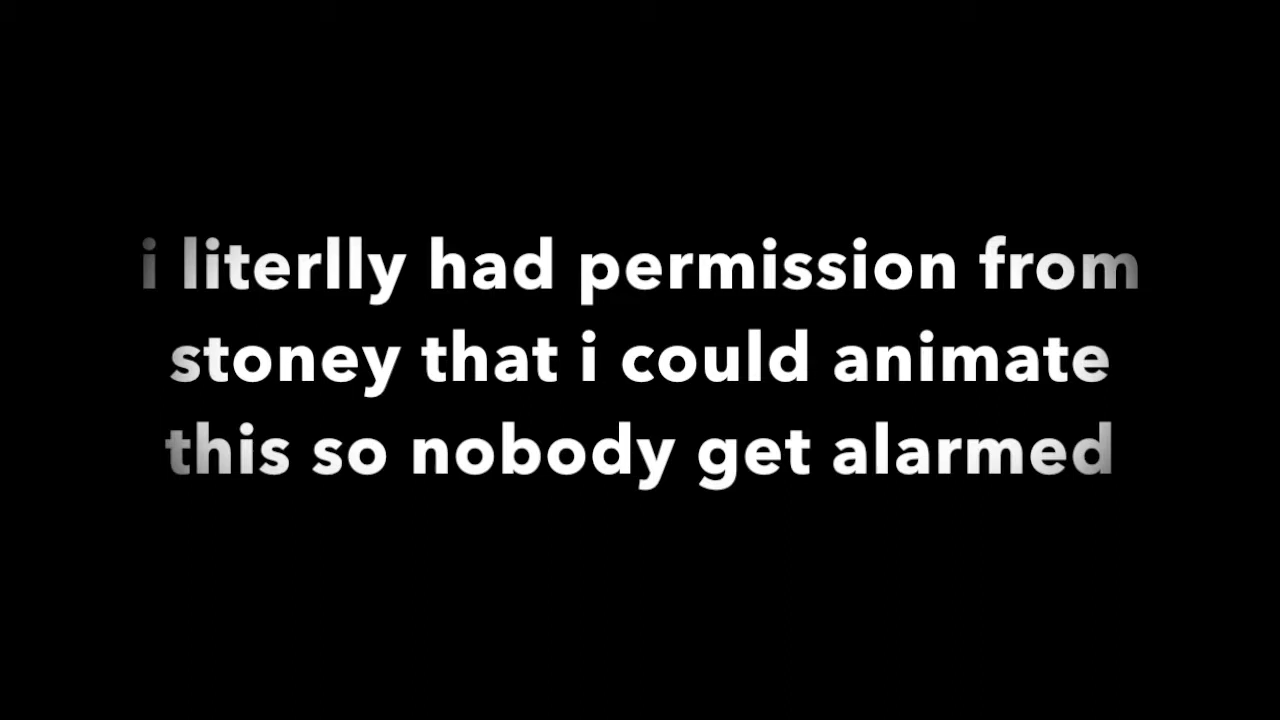 i literlly had permission from
stoney that i could animate
this so nobody get alarmed